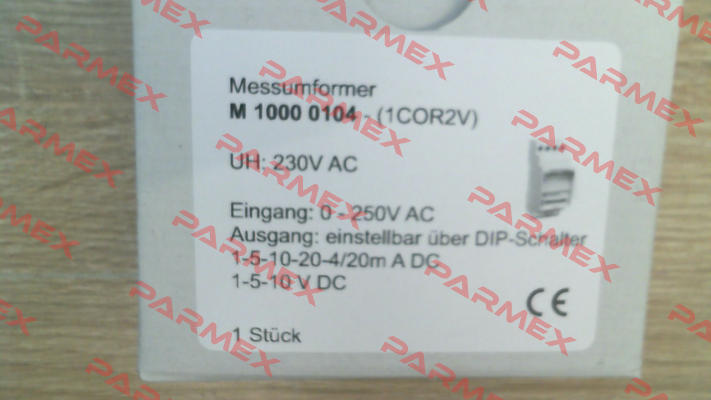 Messumformer
M 1000 0104 - (1COR2V)
UH: 230V AC
Eingang: 0 - 250V AC
Ausgang: einstellbar über DIP-Schalter
1-5-10-20-4/20m A DC
1-5-10 V DC
CE
1 Stück
PARMEX
PARMEX
PARMEX
PARMEX
PARMEX
PARMEX
PARMEX
PARMEX
PARMEX
PARMEX